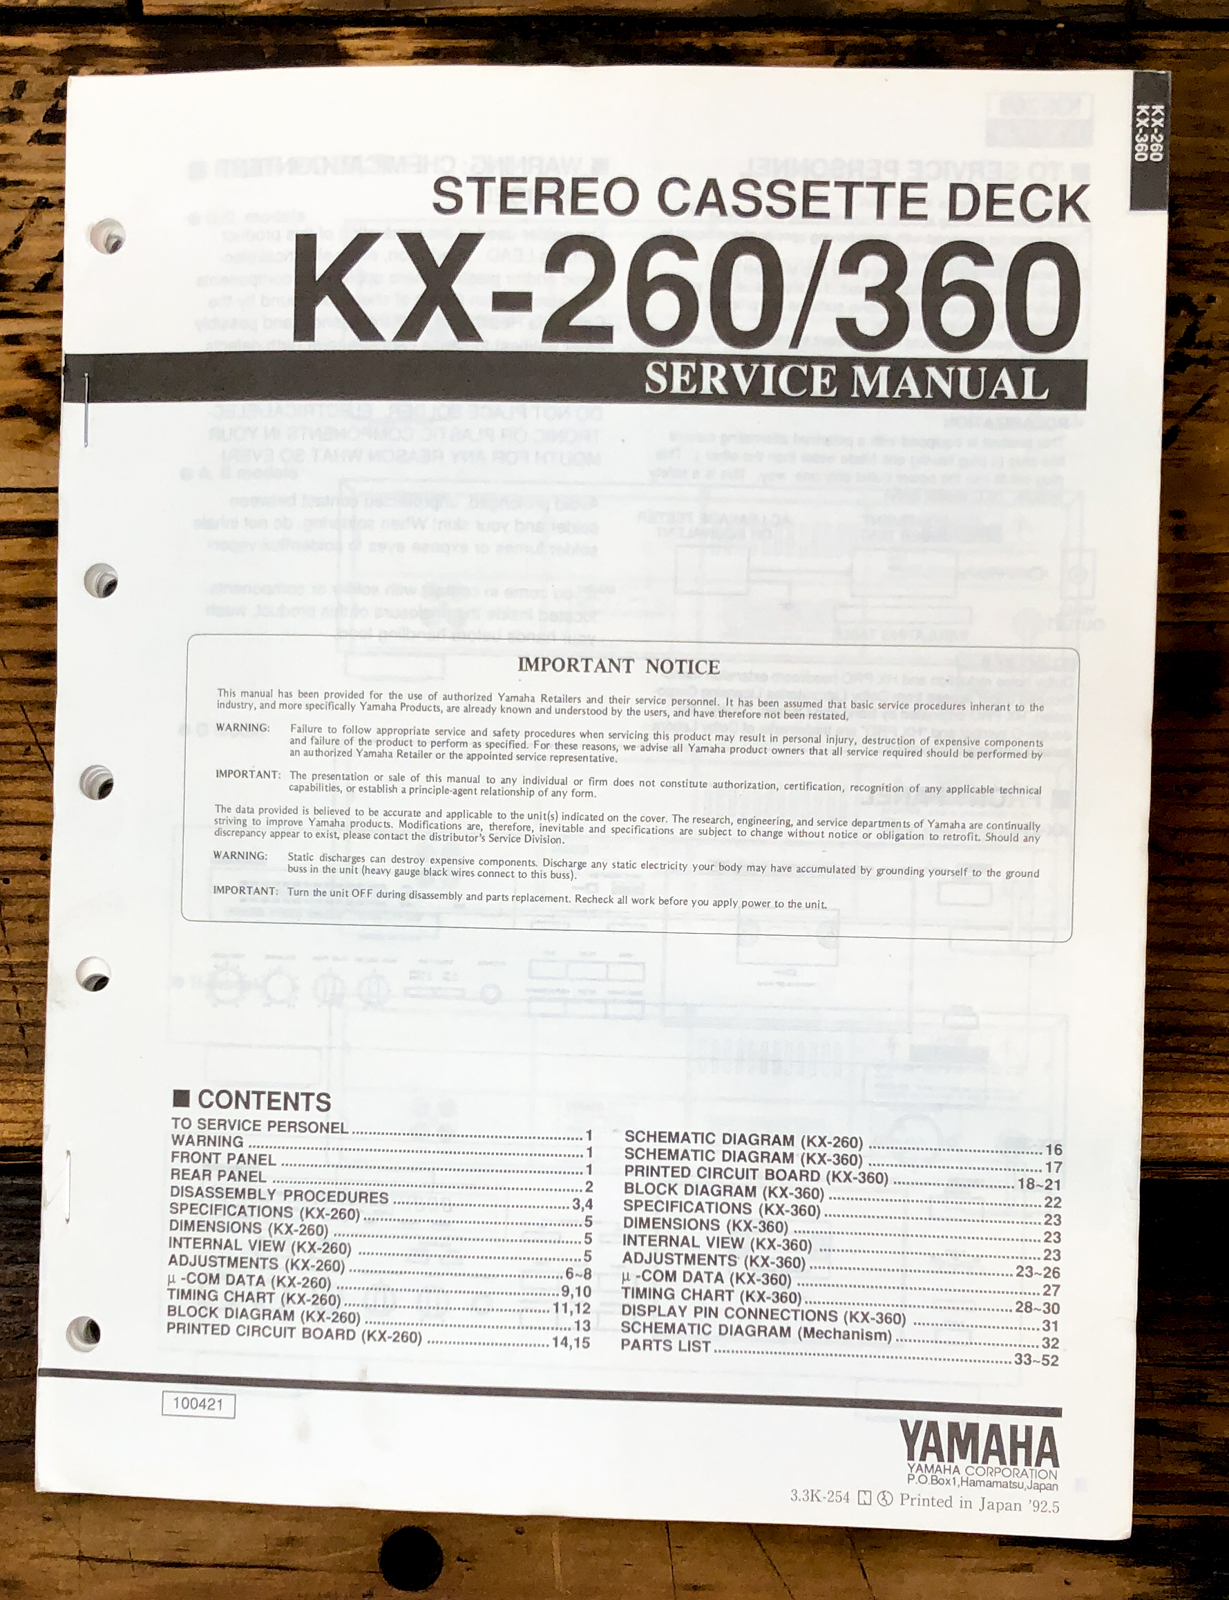 KX-260
KX-360
STEREO CASSETTE DECK
KX-260/360
SERVICE MANUAL
IMPORTANT NOTICE
This manual has been provided for the use of authorized Yamaha Retailers and their service personnel. It has been assumed that basic service procedures inherent to the
industry, and more specifically Yamaha Products, are already known and understood by the users, and have therefore not been restated.
WARNING: Failure to follow appropriate service and safety procedures when servicing this product may result in personal injury, destruction of expensive components
and failure of the product to perform as specified. For these reasons, we advise all Yamaha product owners that all service required should be performed by
an authorized Yamaha Retailer or the appointed service representative.
IMPORTANT: The presentation or sale of this manual to any individual or firm does not constitute authorization, certification, recognition of any applicable technical
capabilities, or establish a principle-agent relationship of any form.
The data provided is believed to be accurate and applicable to the unit(s) indicated on the cover. The research, engineering, and service departments of Yamaha are continually
striving to improve Yamaha products. Modifications are, therefore, inevitable and specifications are subject to change without notice or obligation to retrofit. Should any
discrepancy appear to exist, please contact the distributor's Service Division.
WARNING: Static discharges can destroy expensive components. Discharge any static electricity your body may have accumulated by grounding yourself to the ground
buss in the unit (heavy gauge black wires connect to this buss).
IMPORTANT: Turn the unit OFF during disassembly and parts replacement. Recheck all work before you apply power to the unit.
■ CONTENTS
TO SERVICE PERSONEL 1
WARNING 1
FRONT PANEL 1
REAR PANEL 2
DISASSEMBLY PROCEDURES 3,4
SPECIFICATIONS (KX-260) 5
DIMENSIONS (KX-260) 5
INTERNAL VIEW (KX-260) 5
ADJUSTMENTS (KX-260) 6~8
μ-COM DATA (KX-260) 9,10
TIMING CHART (KX-260) 11,12
BLOCK DIAGRAM (KX-260) 13
PRINTED CIRCUIT BOARD (KX-260) 14,15
SCHEMATIC DIAGRAM (KX-260) 16
SCHEMATIC DIAGRAM (KX-360) 17
PRINTED CIRCUIT BOARD (KX-360) 18~21
BLOCK DIAGRAM (KX-360) 22
SPECIFICATIONS (KX-360) 23
DIMENSIONS (KX-360) 23
INTERNAL VIEW (KX-360) 23
ADJUSTMENTS (KX-360) 23~26
μ-COM DATA (KX-360) 27
TIMING CHART (KX-360) 28~30
DISPLAY PIN CONNECTIONS (KX-360) 31
SCHEMATIC DIAGRAM (Mechanism) 32
PARTS LIST 33~52
100421
YAMAHA
YAMAHA CORPORATION
P.O.Box1,Hamamatsu,Japan
3.3K-254 N Printed in Japan '92.5